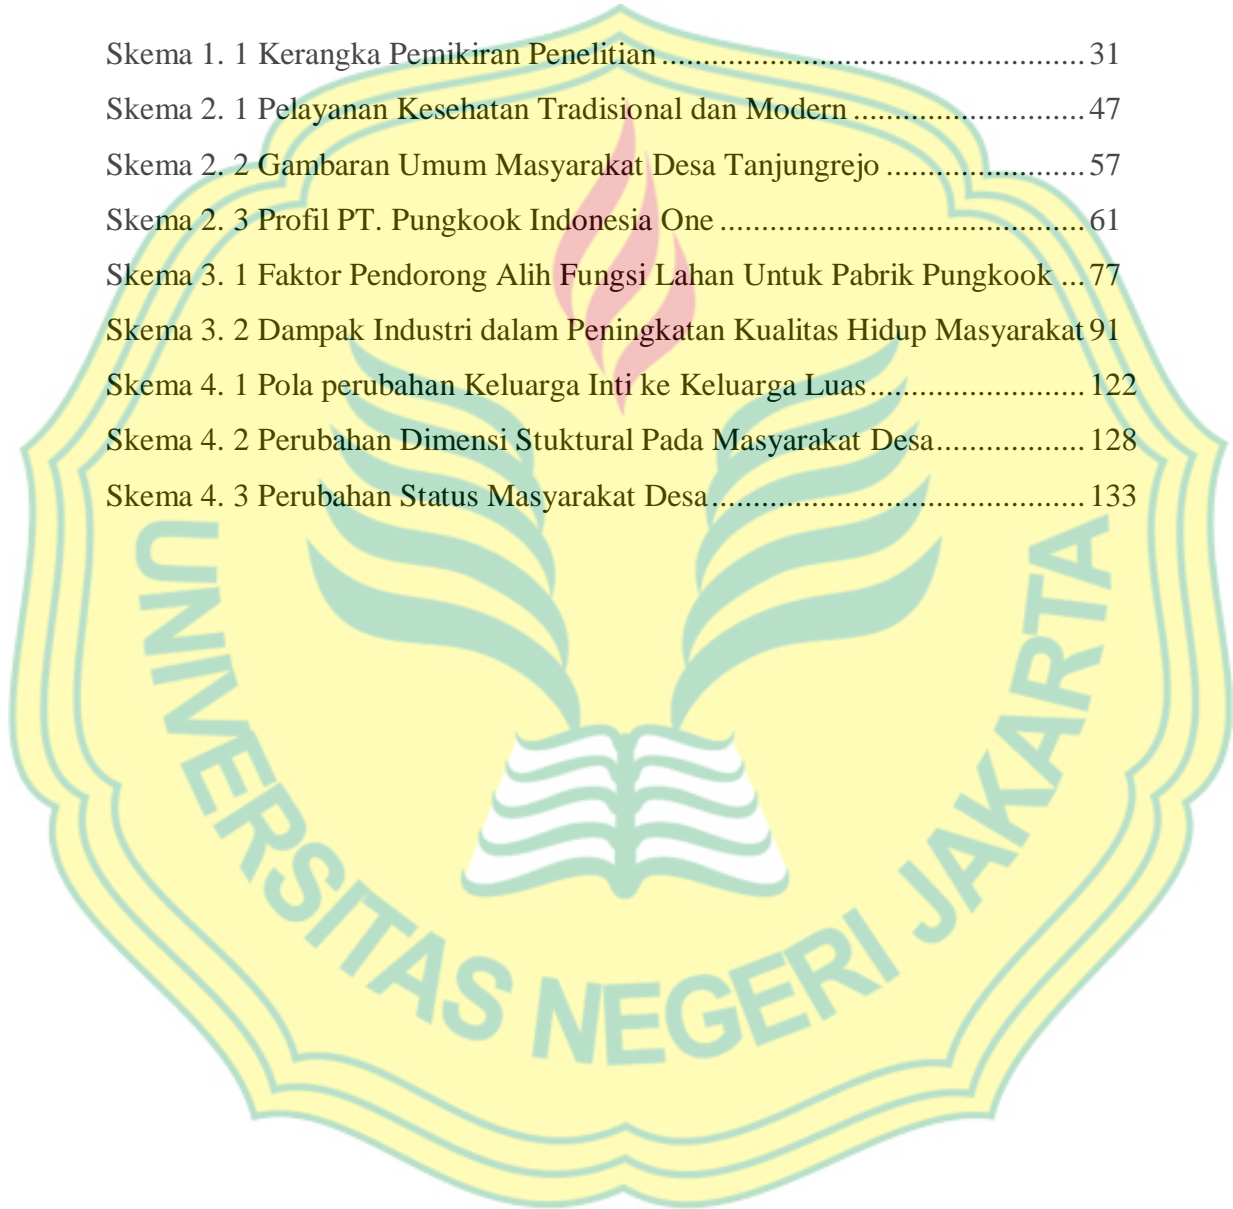 Skema 1. 1 Kerangka Pemikiran Penelitian ..................................................... 31
Skema 2. 1 Pelayanan Kesehatan Tradisional dan Modern ............................. 47
Skema 2. 2 Gambaran Umum Masyarakat Desa Tanjungrejo ......................... 57
Skema 2. 3 Profil PT. Pungkook Indonesia One .............................................. 61
Skema 3. 1 Faktor Pendorong Alih Fungsi Lahan Untuk Pabrik Pungkook ... 77
Skema 3. 2 Dampak Industri dalam Peningkatan Kualitas Hidup Masyarakat 91
Skema 4. 1 Pola perubahan Keluarga Inti ke Keluarga Luas ........................... 122
Skema 4. 2 Perubahan Dimensi Stuktural Pada Masyarakat Desa ................... 128
Skema 4. 3 Perubahan Status Masyarakat Desa ............................................... 133
UNIVERSITAS NEGERI JAKARTA